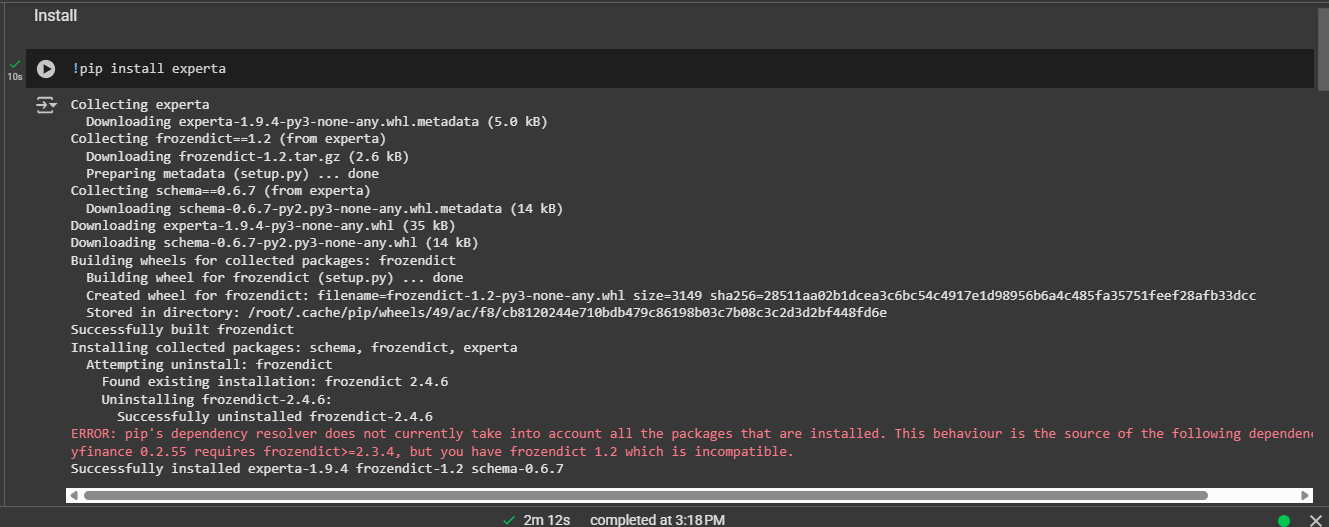 Install
10s
!pip install experta
Collecting experta
Downloading experta-1.9.4-py3-none-any.whl.metadata (5.0 kB)
Collecting frozendict==1.2 (from experta)
Downloading frozendict-1.2.tar.gz (2.6 kB)
Preparing metadata (setup.py) ... done
Collecting schema==0.6.7 (from experta)
Downloading schema-0.6.7-py2.py3-none-any.whl.metadata (14 kB)
Downloading experta-1.9.4-py3-none-any.whl (35 kB)
Downloading schema-0.6.7-py2.py3-none-any.whl (14 kB)
Building wheels for collected packages: frozendict
Building wheel for frozendict (setup.py) ... done
Created wheel for frozendict: filename=frozendict-1.2-py3-none-any.whl size=3149 sha256=28511aa02b1dcea3c6bc54c4917e1d98956b6a4c485fa35751feef28afb33dcc
Stored in directory: /root/.cache/pip/wheels/49/ac/f8/cb8120244e710bdb479c86198b03c7b08c3c2d3d2bf448fd6e
Successfully built frozendict
Installing collected packages: schema, frozendict, experta
Attempting uninstall: frozendict
Found existing installation: frozendict 2.4.6
Uninstalling frozendict-2.4.6:
Successfully uninstalled frozendict-2.4.6
ERROR: pip's dependency resolver does not currently take into account all the packages that are installed. This behaviour is the source of the following dependenc
yfinance 0.2.55 requires frozendict>=2.3.4, but you have frozendict 1.2 which is incompatible.
Successfully installed experta-1.9.4 frozendict-1.2 schema-0.6.7
2m 12s completed at 3:18 PM